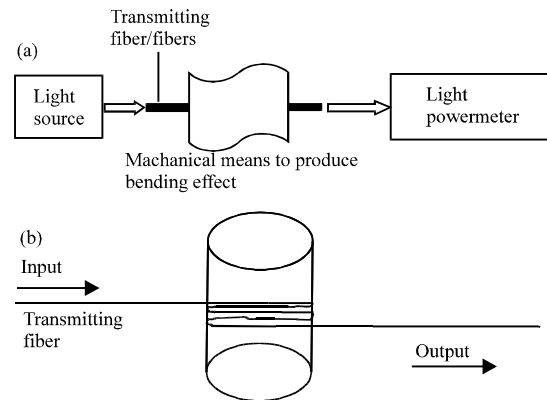 Transmitting
fiber/fibers
(a)
Light
source
Light
powermeter
Machanical means to produce
bending effect
(b)
Input
Transmitting
fiber
Output